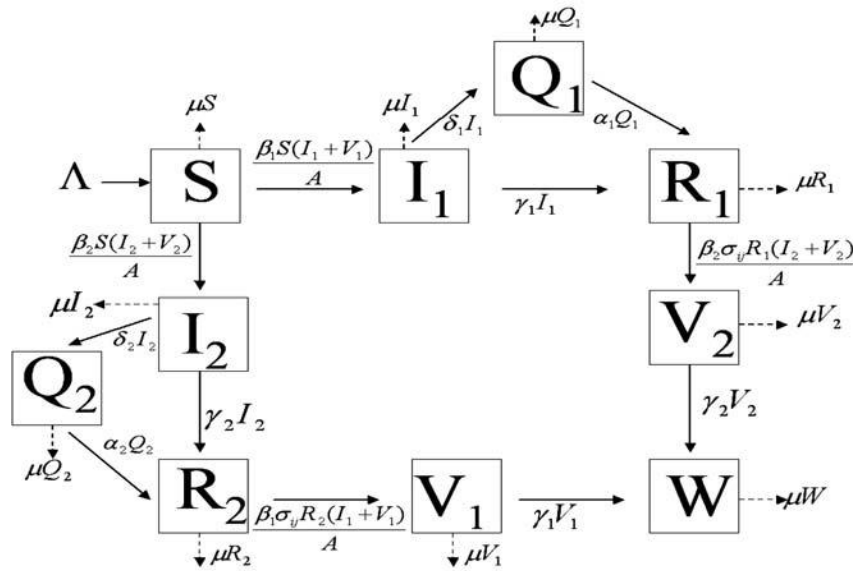 μQ₁
Q₁
μS
μI₁
δ₁I₁
α₁Q₁
Λ
S
β₁S(I₁+V₁)
A
I₁
γ₁I₁
R₁
μR₁
β₂S(I₂+V₂)
A
β₂σᵢⱼR₁(I₂+V₂)
A
μI₂
δ₂I₂
I₂
V₂
μV₂
Q₂
γ₂I₂
γ₂V₂
μQ₂
α₂Q₂
R₂
β₁σᵢⱼR₂(I₁+V₁)
A
V₁
γ₁V₁
W
μW
μR₂
μV₁